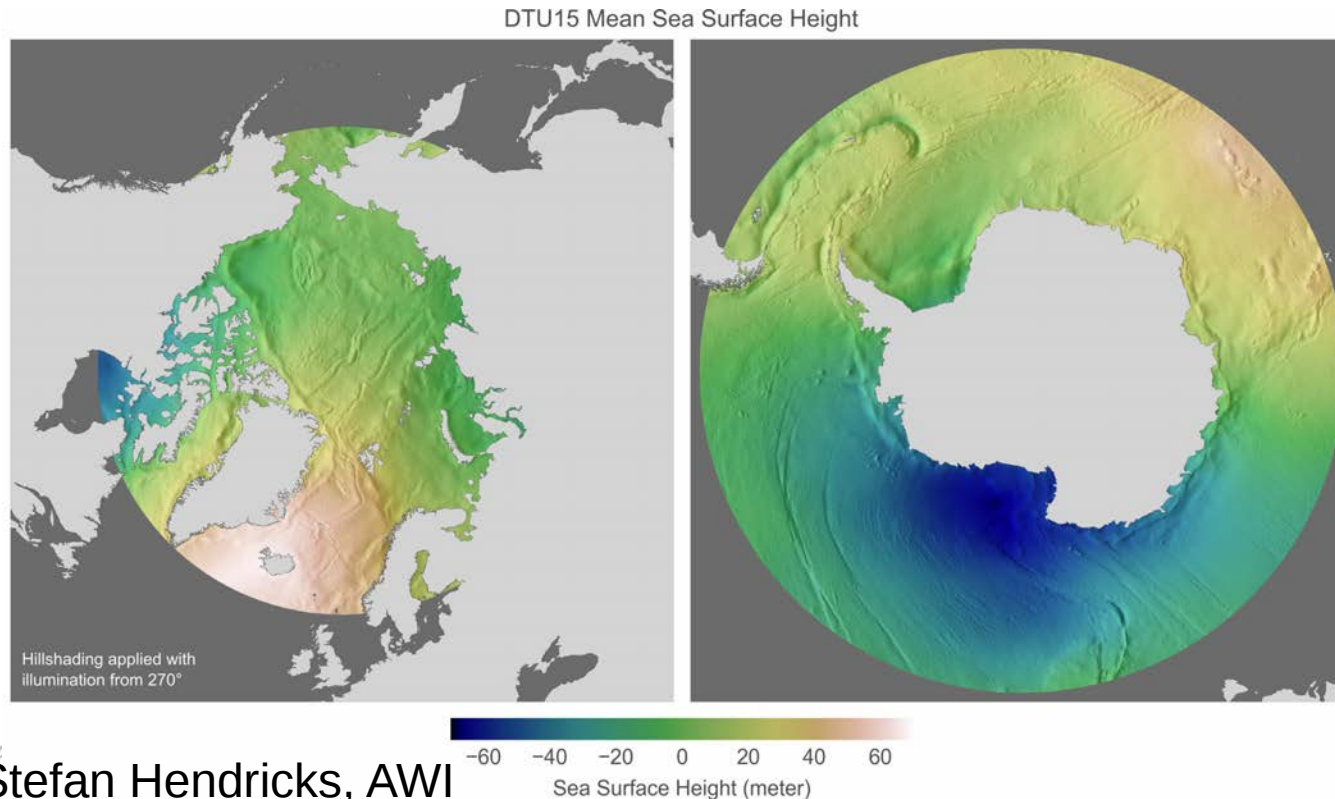 DTU15 Mean Sea Surface Height
Hillshading applied with
illumination from 270°
−60 −40 −20 0 20 40 60
Sea Surface Height (meter)
Stefan Hendricks, AWI